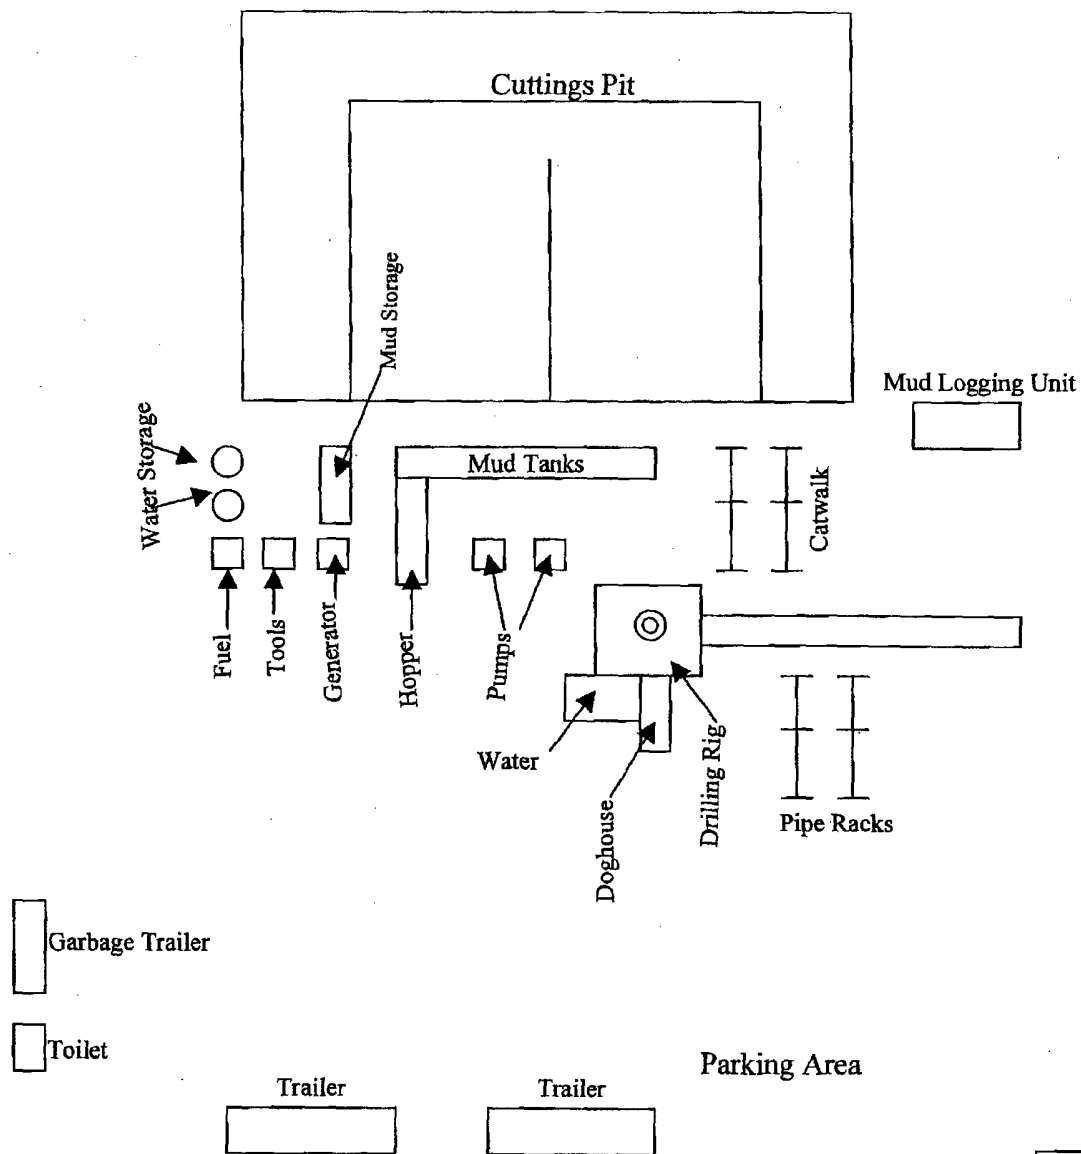 Cuttings Pit
Mud Storage
Mud Logging Unit
Water Storage
Mud Tanks
Catwalk
Fuel
Tools
Generator
Hopper
Pumps
Water
Doghouse
Drilling Rig
Pipe Racks
Garbage Trailer
Toilet
Parking Area
Trailer
Trailer